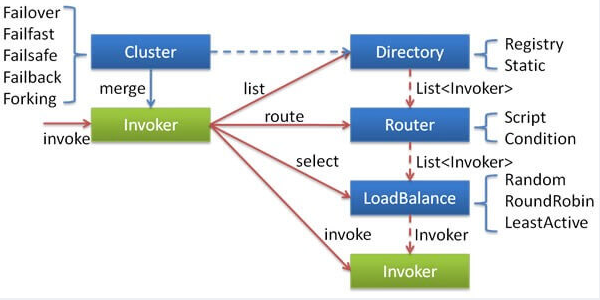 Failover
Failfast
Failsafe
Failback
Forking
Cluster
Directory
Registry
Static
merge
list
List<Invoker>
invoke
Invoker
route
Router
Script
Condition
select
List<Invoker>
LoadBalance
Random
RoundRobin
LeastActive
invoke
Invoker
Invoker